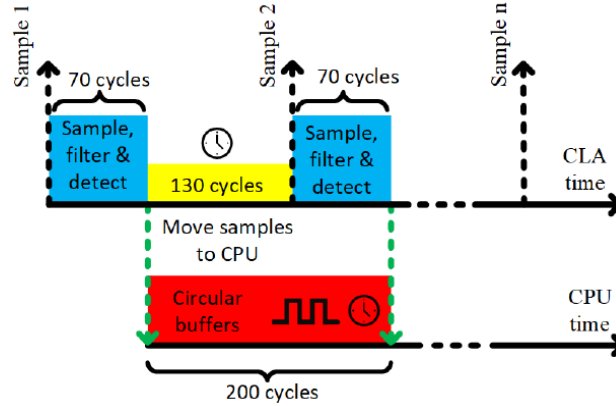 Sample 1
Sample 2
Sample n
70 cycles
70 cycles
Sample,
filter &
detect
130 cycles
Sample,
filter &
detect
CLA
time
Move samples
to CPU
Circular
buffers
CPU
time
200 cycles